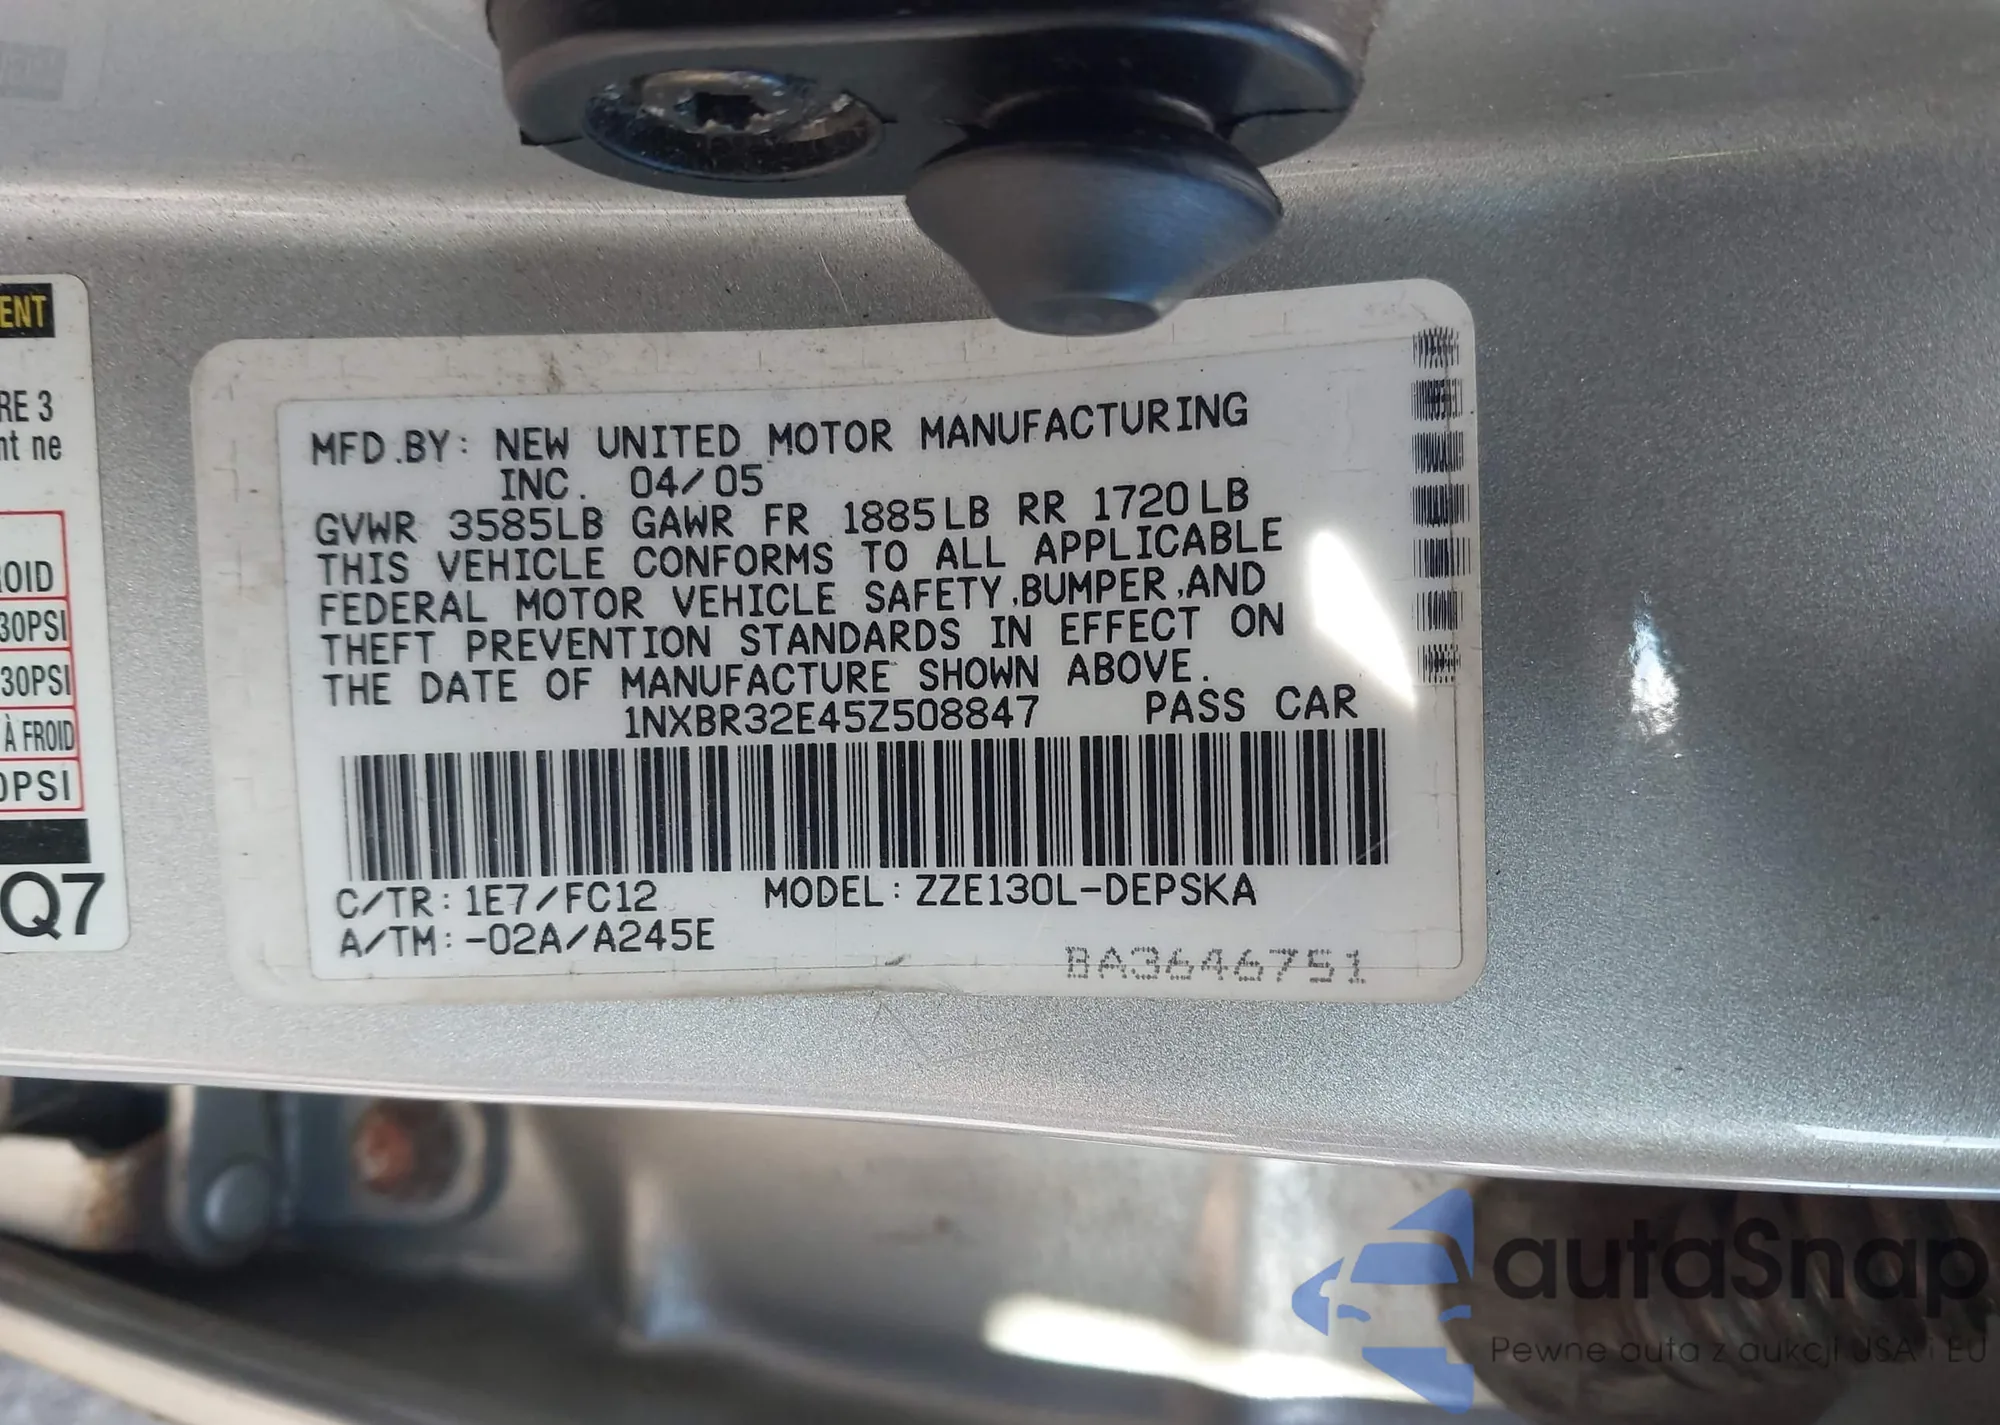 ENT
RE 3
nt ne
ROID
30PSI
30PSI
À FROID
0PSI
Q7
MFD.BY: NEW UNITED MOTOR MANUFACTURING
INC. 04/05
GVWR 3585LB GAWR FR 1885LB RR 1720LB
THIS VEHICLE CONFORMS TO ALL APPLICABLE
FEDERAL MOTOR VEHICLE SAFETY,BUMPER,AND
THEFT PREVENTION STANDARDS IN EFFECT ON
THE DATE OF MANUFACTURE SHOWN ABOVE.
1NXBR32E45Z508847 PASS CAR
C/TR: 1E7/FC12 MODEL: ZZE130L-DEPSKA
A/TM: -02A/A245E
BA3646751
autaSnap
Pewne auta z aukcji USA i EU